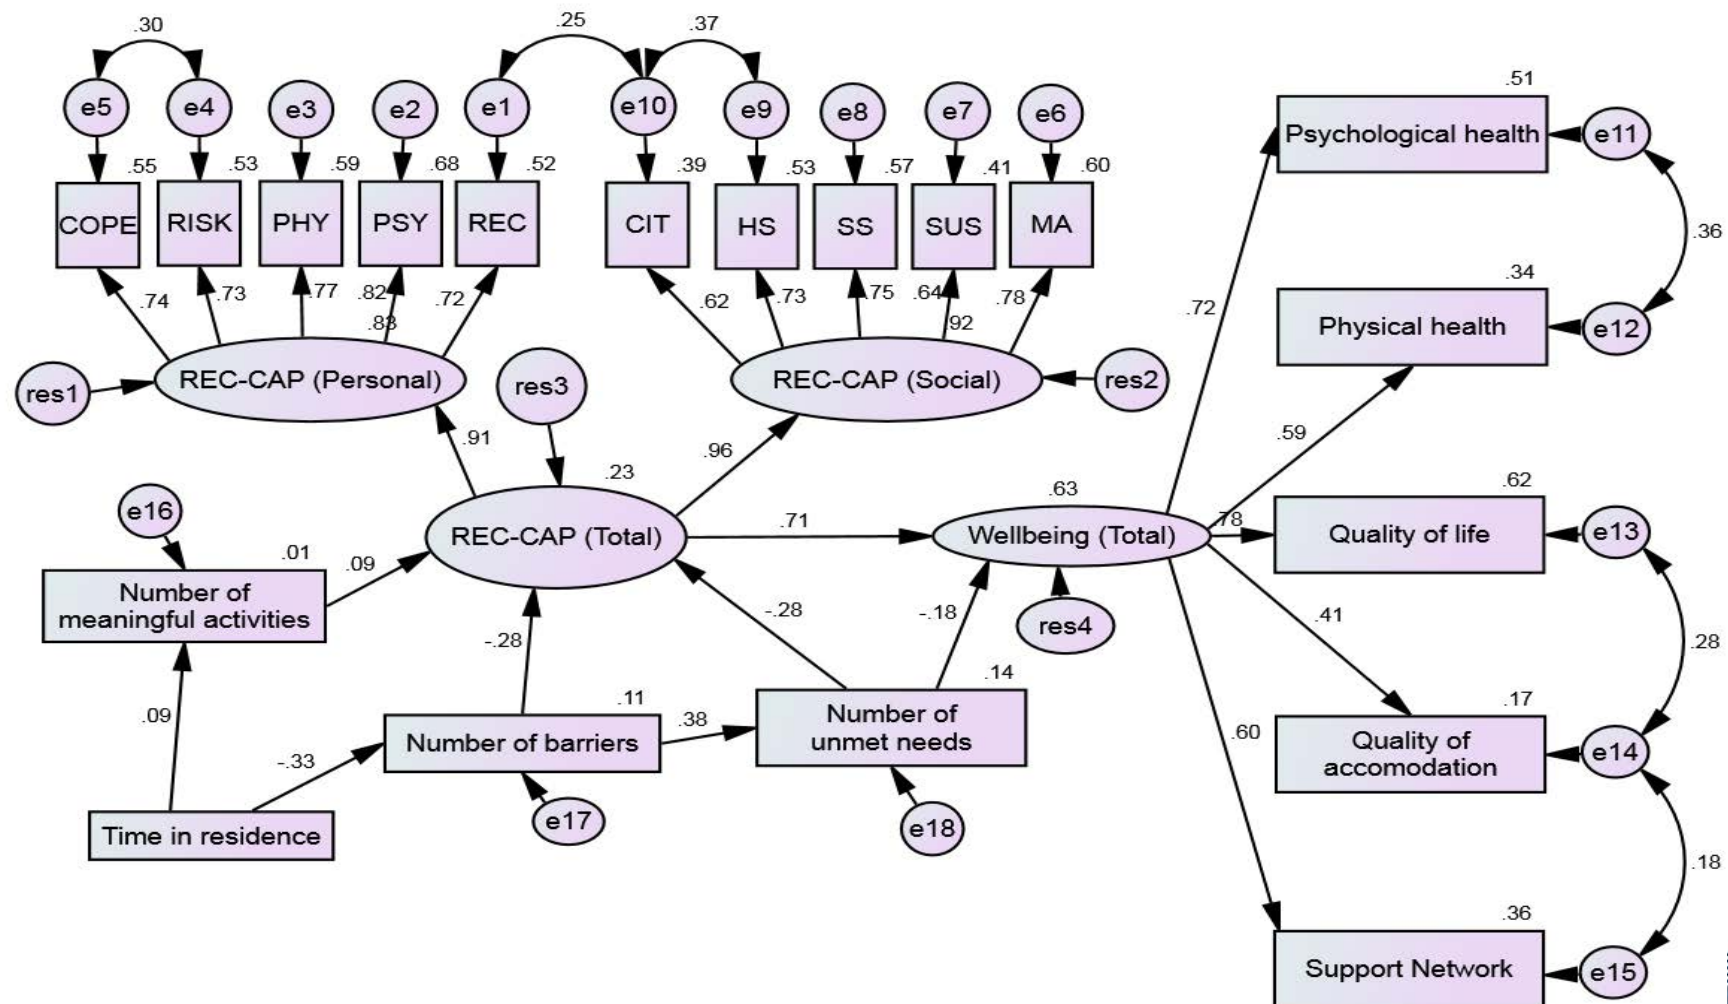 .30
.25
.37
e5
e4
e3
e2
e1
e10
e9
e8
e7
e6
.51
.55
.53
.59
.68
.52
.39
.53
.57
.41
.60
Psychological health
e11
COPE
RISK
PHY
PSY
REC
CIT
HS
SS
SUS
MA
.36
.74
.73
.77
.82
.83
.72
.62
.73
.75
.64
.92
.78
.72
.34
Physical health
e12
res1
REC-CAP (Personal)
res3
REC-CAP (Social)
res2
.91
.96
.59
.23
.63
.62
e16
REC-CAP (Total)
.71
Wellbeing (Total)
.78
Quality of life
e13
.01
.09
Number of
meaningful activities
-.28
-.28
-.18
res4
.41
.28
.09
.11
.14
.17
-.33
Number of barriers
.38
Number of
unmet needs
.60
Quality of
accomodation
e14
Time in residence
e17
e18
.18
.36
Support Network
e15